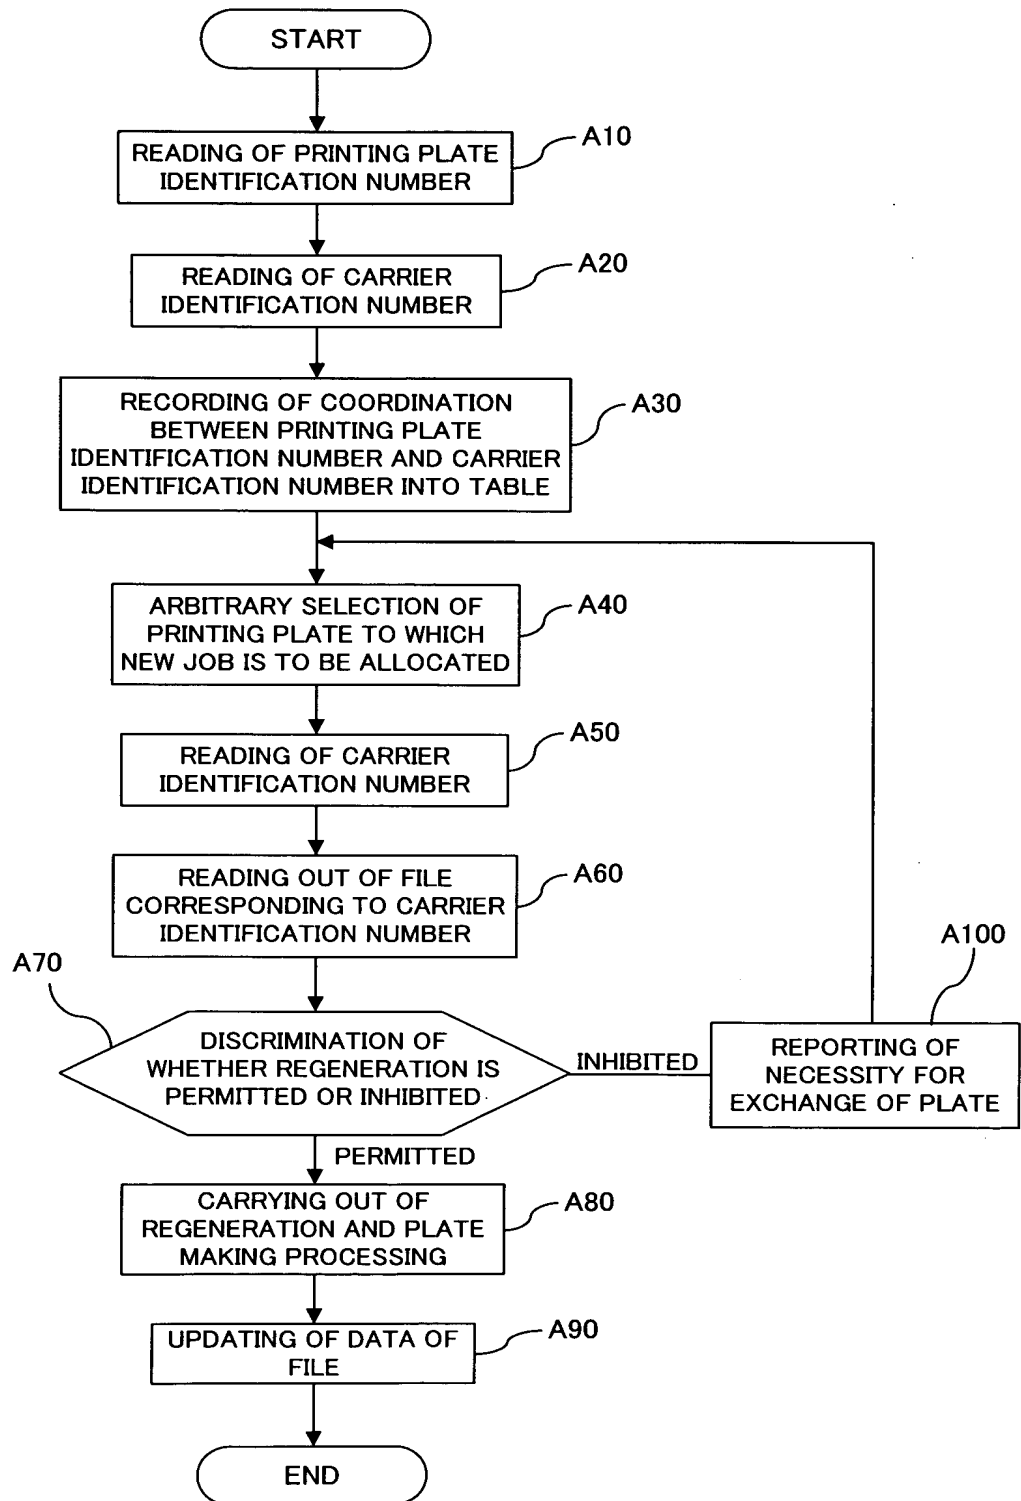 START
A10
READING OF PRINTING PLATE
IDENTIFICATION NUMBER
A20
READING OF CARRIER
IDENTIFICATION NUMBER
A30
RECORDING OF COORDINATION
BETWEEN PRINTING PLATE
IDENTIFICATION NUMBER AND CARRIER
IDENTIFICATION NUMBER INTO TABLE
A40
ARBITRARY SELECTION OF
PRINTING PLATE TO WHICH
NEW JOB IS TO BE ALLOCATED
A50
READING OF CARRIER
IDENTIFICATION NUMBER
A60
READING OUT OF FILE
CORRESPONDING TO CARRIER
IDENTIFICATION NUMBER
A70
DISCRIMINATION OF
WHETHER REGENERATION IS
PERMITTED OR INHIBITED
INHIBITED
A100
REPORTING OF
NECESSITY FOR
EXCHANGE OF PLATE
PERMITTED
A80
CARRYING OUT OF
REGENERATION AND PLATE
MAKING PROCESSING
A90
UPDATING OF DATA OF
FILE
END